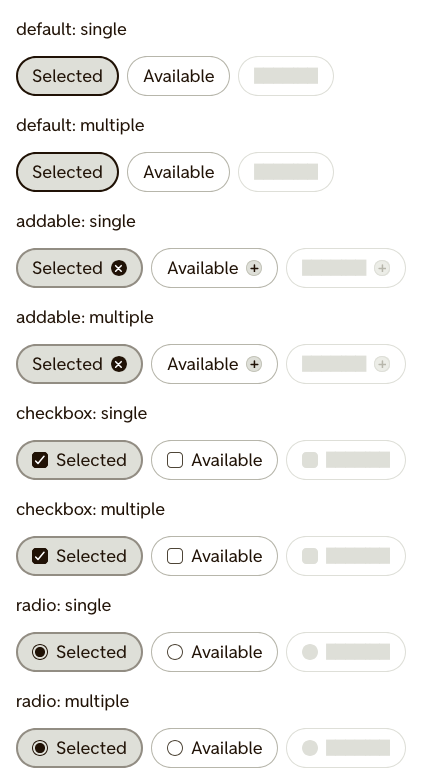 default: single
Selected Available
default: multiple
Selected Available
addable: single
Selected Available
addable: multiple
Selected Available
checkbox: single
Selected Available
checkbox: multiple
Selected Available
radio: single
Selected Available
radio: multiple
Selected Available